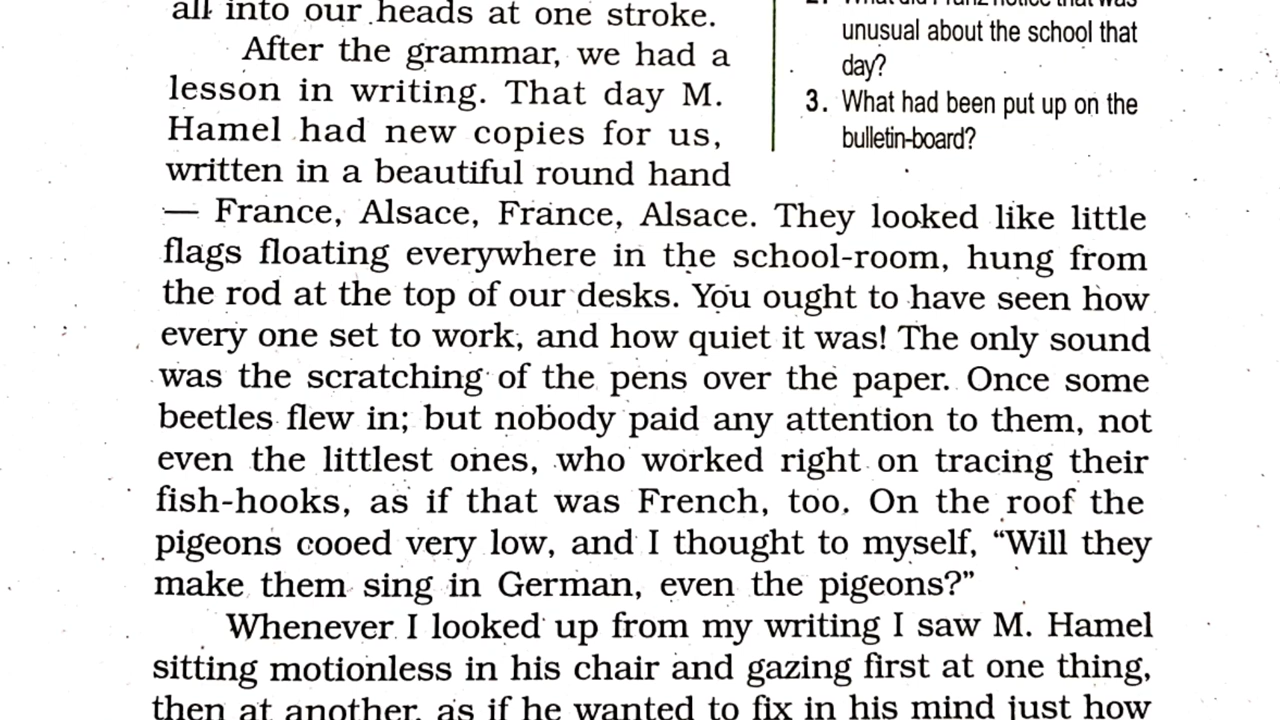 all into our heads at one stroke.
After the grammar, we had a
lesson in writing. That day M.
Hamel had new copies for us,
written in a beautiful round hand
— France, Alsace, France, Alsace. They looked like little
flags floating everywhere in the school-room, hung from
the rod at the top of our desks. You ought to have seen how
every one set to work, and how quiet it was! The only sound
was the scratching of the pens over the paper. Once some
beetles flew in; but nobody paid any attention to them, not
even the littlest ones, who worked right on tracing their
fish-hooks, as if that was French, too. On the roof the
pigeons cooed very low, and I thought to myself, “Will they
make them sing in German, even the pigeons?”
Whenever I looked up from my writing I saw M. Hamel
sitting motionless in his chair and gazing first at one thing,
then at another, as if he wanted to fix in his mind just how
2. What did Franz notice that was
unusual about the school that
day?
3. What had been put up on the
bulletin-board?